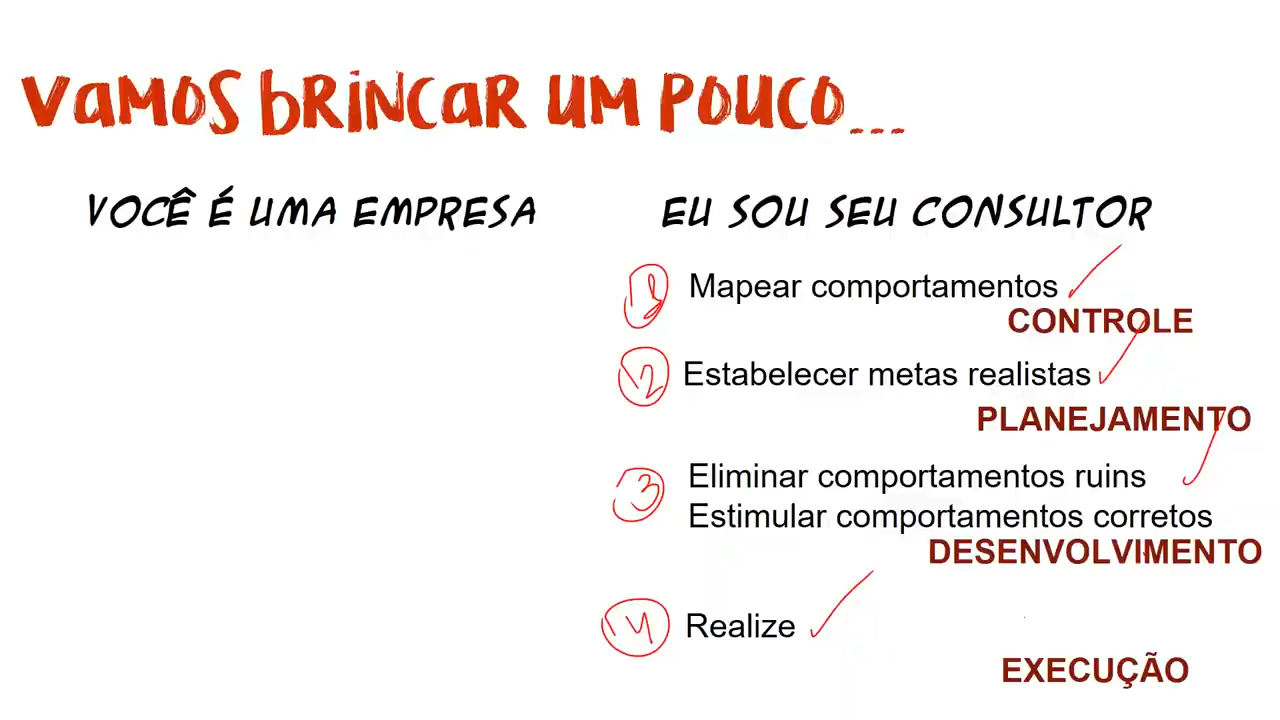 VAMOS BRINCAR UM POUCO...
VOCÊ É UMA EMPRESA
EU SOU SEU CONSULTOR
Mapear comportamentos
CONTROLE
2 Estabelecer metas realistas
PLANEJAMENTO
3 Eliminar comportamentos ruins
Estimular comportamentos corretos
DESENVOLVIMENTO
4 Realize
EXECUÇÃO